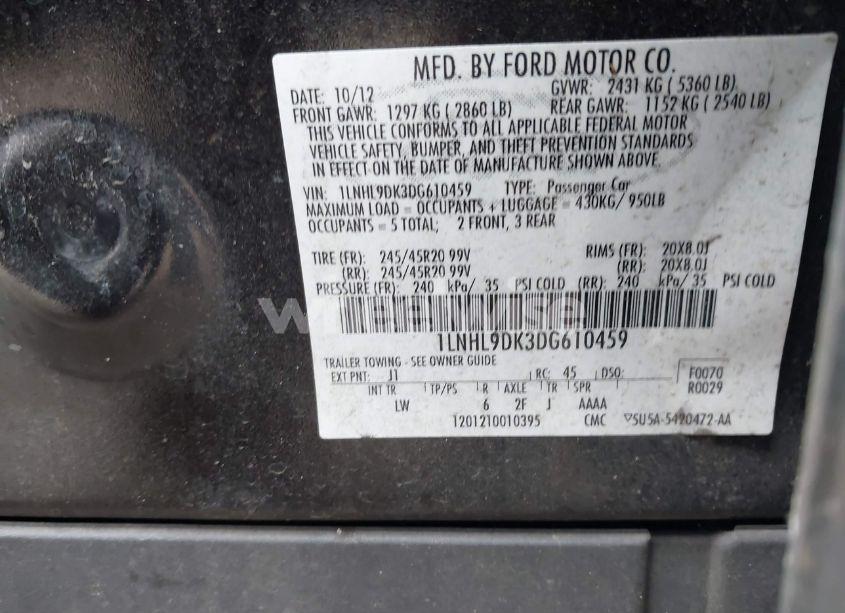 MFD. BY FORD MOTOR CO.
DATE: 10/12 GVWR: 2431 KG ( 5360 LB)
FRONT GAWR: 1297 KG ( 2860 LB) REAR GAWR: 1152 KG ( 2540 LB)
THIS VEHICLE CONFORMS TO ALL APPLICABLE FEDERAL MOTOR
VEHICLE SAFETY, BUMPER, AND THEFT PREVENTION STANDARDS
IN EFFECT ON THE DATE OF MANUFACTURE SHOWN ABOVE.
VIN: 1LNHL9DK3DG610459 TYPE: Passenger Car
MAXIMUM LOAD = OCCUPANTS + LUGGAGE = 430KG/ 950LB
OCCUPANTS = 5 TOTAL; 2 FRONT, 3 REAR
TIRE (FR): 245/45R20 99V RIMS (FR): 20X8.0J
(RR): 245/45R20 99V (RR): 20X8.0J
PRESSURE (FR): 240 kPa/ 35 PSI COLD (RR): 240 kPa/ 35 PSI COLD
1LNHL9DK3DG610459
TRAILER TOWING - SEE OWNER GUIDE
EXT PNT: J1 RC: 45 DSO: F0070
INT TR TP/PS R AXLE TR SPR R0029
LW 6 2F J AAAA
1201210010395 CMC 5U5A-5420472-AA